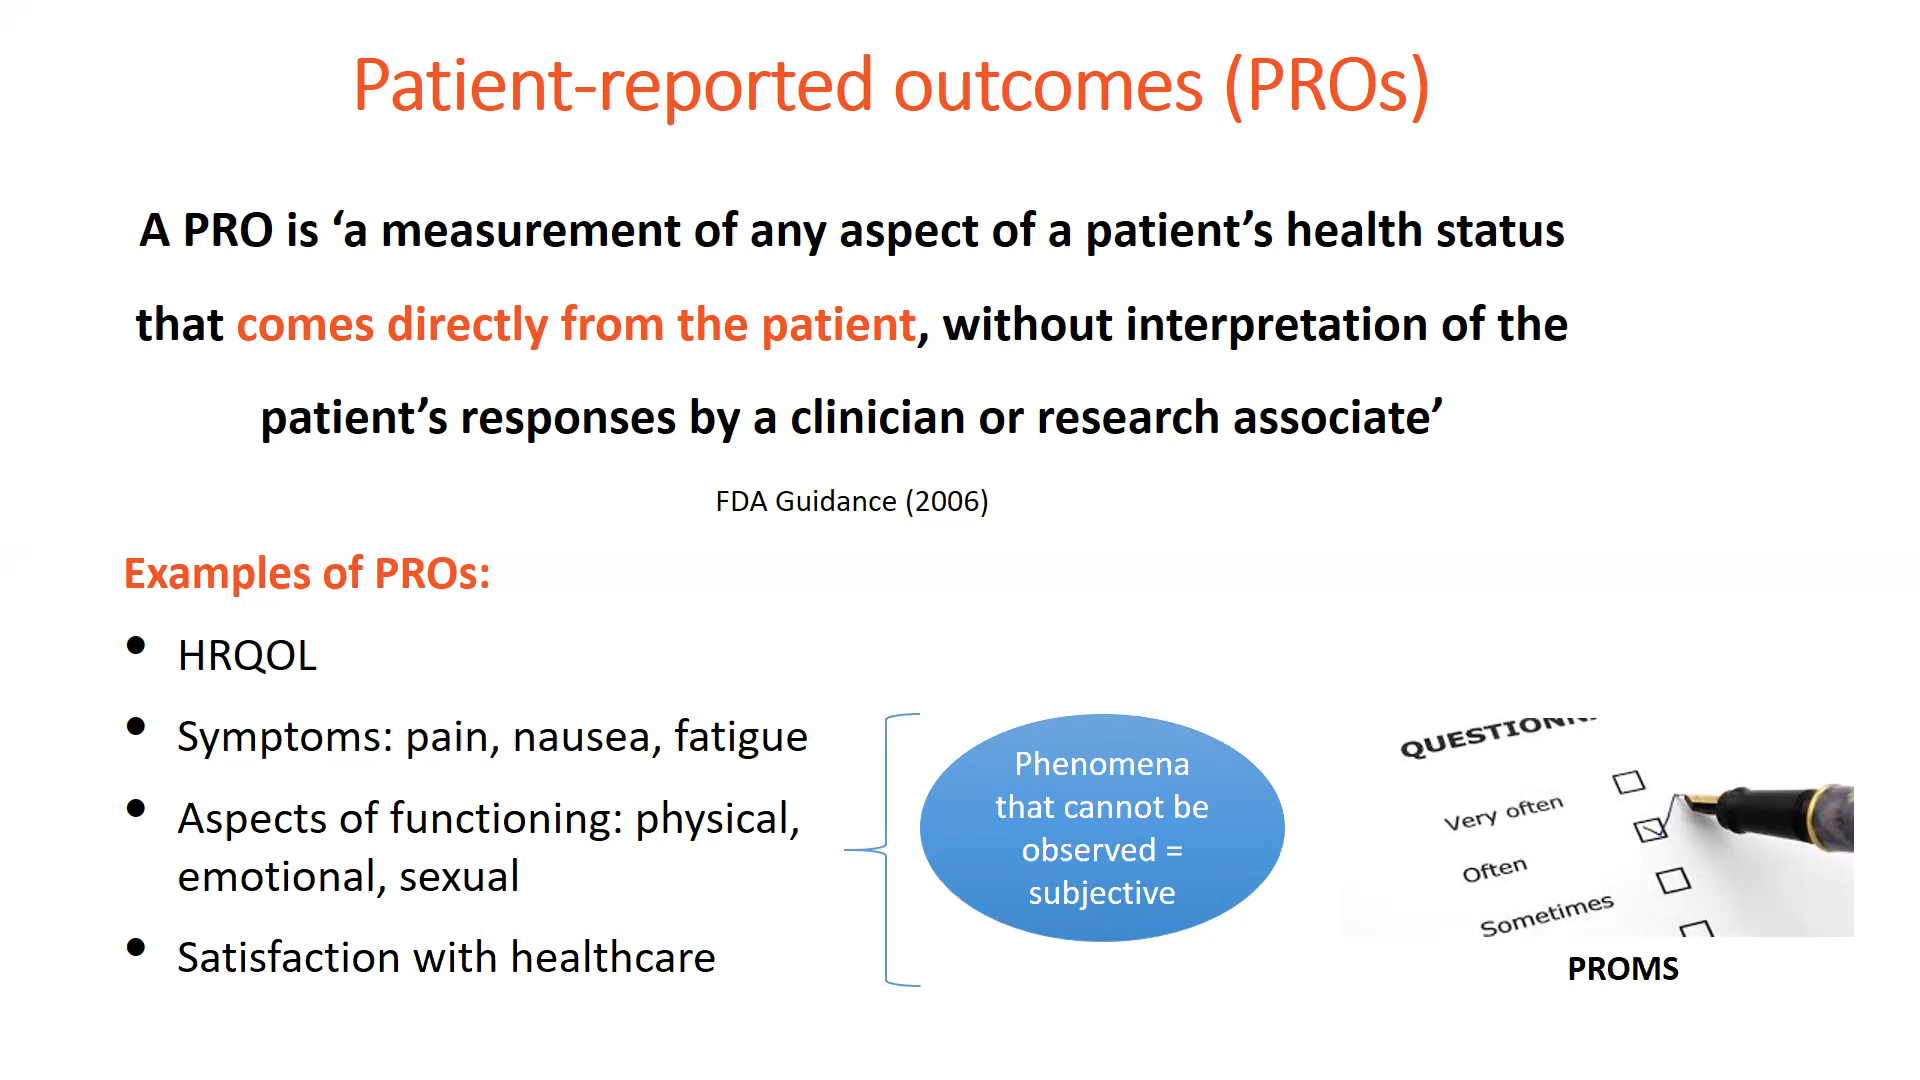 Patient-reported outcomes (PROs)
A PRO is ‘a measurement of any aspect of a patient’s health status
that comes directly from the patient, without interpretation of the
patient’s responses by a clinician or research associate’
FDA Guidance (2006)
Examples of PROs:
• HRQOL
• Symptoms: pain, nausea, fatigue
• Aspects of functioning: physical,
emotional, sexual
• Satisfaction with healthcare
Phenomena
that cannot be
observed =
subjective
Very often
Often
Sometimes
PROMS